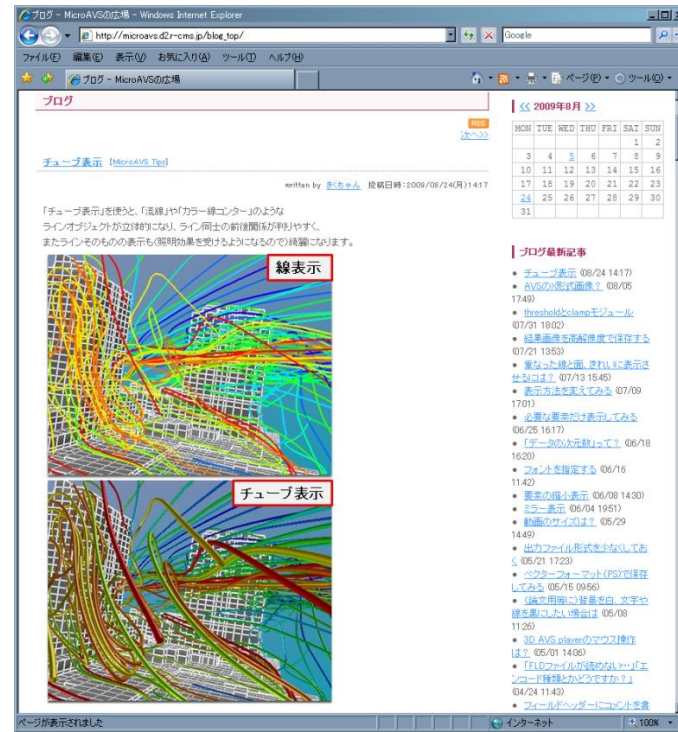 ブログ - MicroAVSの広場 - Windows Internet Explorer
http://microavs.d2.r-cms.jp/blog_top/
Google
ファイル(F) 編集(E) 表示(V) お気に入り(A) ツール(T) ヘルプ(H)
ブログ - MicroAVSの広場
ページ(P)
ツール(O)
ブログ
RSS
次へ>>
チューブ表示 [MicroAVS Tips]
written by きくちゃん 投稿日時:2009/08/24(月)14:17
「チューブ表示」を使うと、「流線」や「カラー線コンター」のような
ラインオブジェクトが立体的になり、ライン同士の前後関係が判りやすく、
またラインそのものの表示も(照明効果を受けるようになるので)綺麗になります。
線表示
チューブ表示
<< 2009年8月 >>
MON TUE WED THU FRI SAT SUN
1 2
3 4 5 6 7 8 9
10 11 12 13 14 15 16
17 18 19 20 21 22 23
24 25 26 27 28 29 30
31
ブログ最新記事
チューブ表示 (08/24 14:17)
AVSのX形式画像? (08/05
17:49)
thresholdとclampモジュール
(07/31 18:02)
結果画像を高解像度で保存する
(07/21 13:53)
重なった線と面、きれいに表示さ
せるには? (07/13 15:45)
表示方法を変えてみる (07/09
17:01)
必要な要素だけ表示してみる
(06/25 16:17)
「データの次元数」って? (06/18
16:20)
フォントを指定する (06/16
11:42)
要素の縮小表示 (06/08 14:30)
ミラー表示 (06/04 19:51)
動画のサイズは? (05/29
14:49)
出力ファイル形式を少なくしてお
く (05/21 17:23)
ベクターフォーマット(PS)で保存
してみる (05/15 09:56)
(論文用等に)背景を白、文字や
線を黒にしたい場合は (05/08
11:26)
3D AVS playerのマウス操作
は? (05/01 14:06)
「FLDファイルが読めない…」「エ
ンコード種類とかどうですか?」
(04/24 11:43)
フィールドヘッダーにコメントを書
ページが表示されました
インターネット
100%